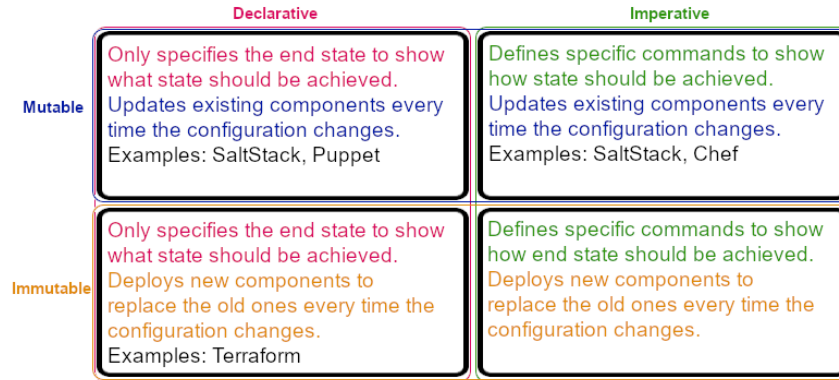 Declarative
Imperative
Mutable
Only specifies the end state to show
what state should be achieved.
Updates existing components every
time the configuration changes.
Examples: SaltStack, Puppet
Defines specific commands to show
how state should be achieved.
Updates existing components every
time the configuration changes.
Examples: SaltStack, Chef
Immutable
Only specifies the end state to show
what state should be achieved.
Deploys new components to
replace the old ones every time the
configuration changes.
Examples: Terraform
Defines specific commands to show
how end state should be achieved.
Deploys new components to
replace the old ones every time the
configuration changes.